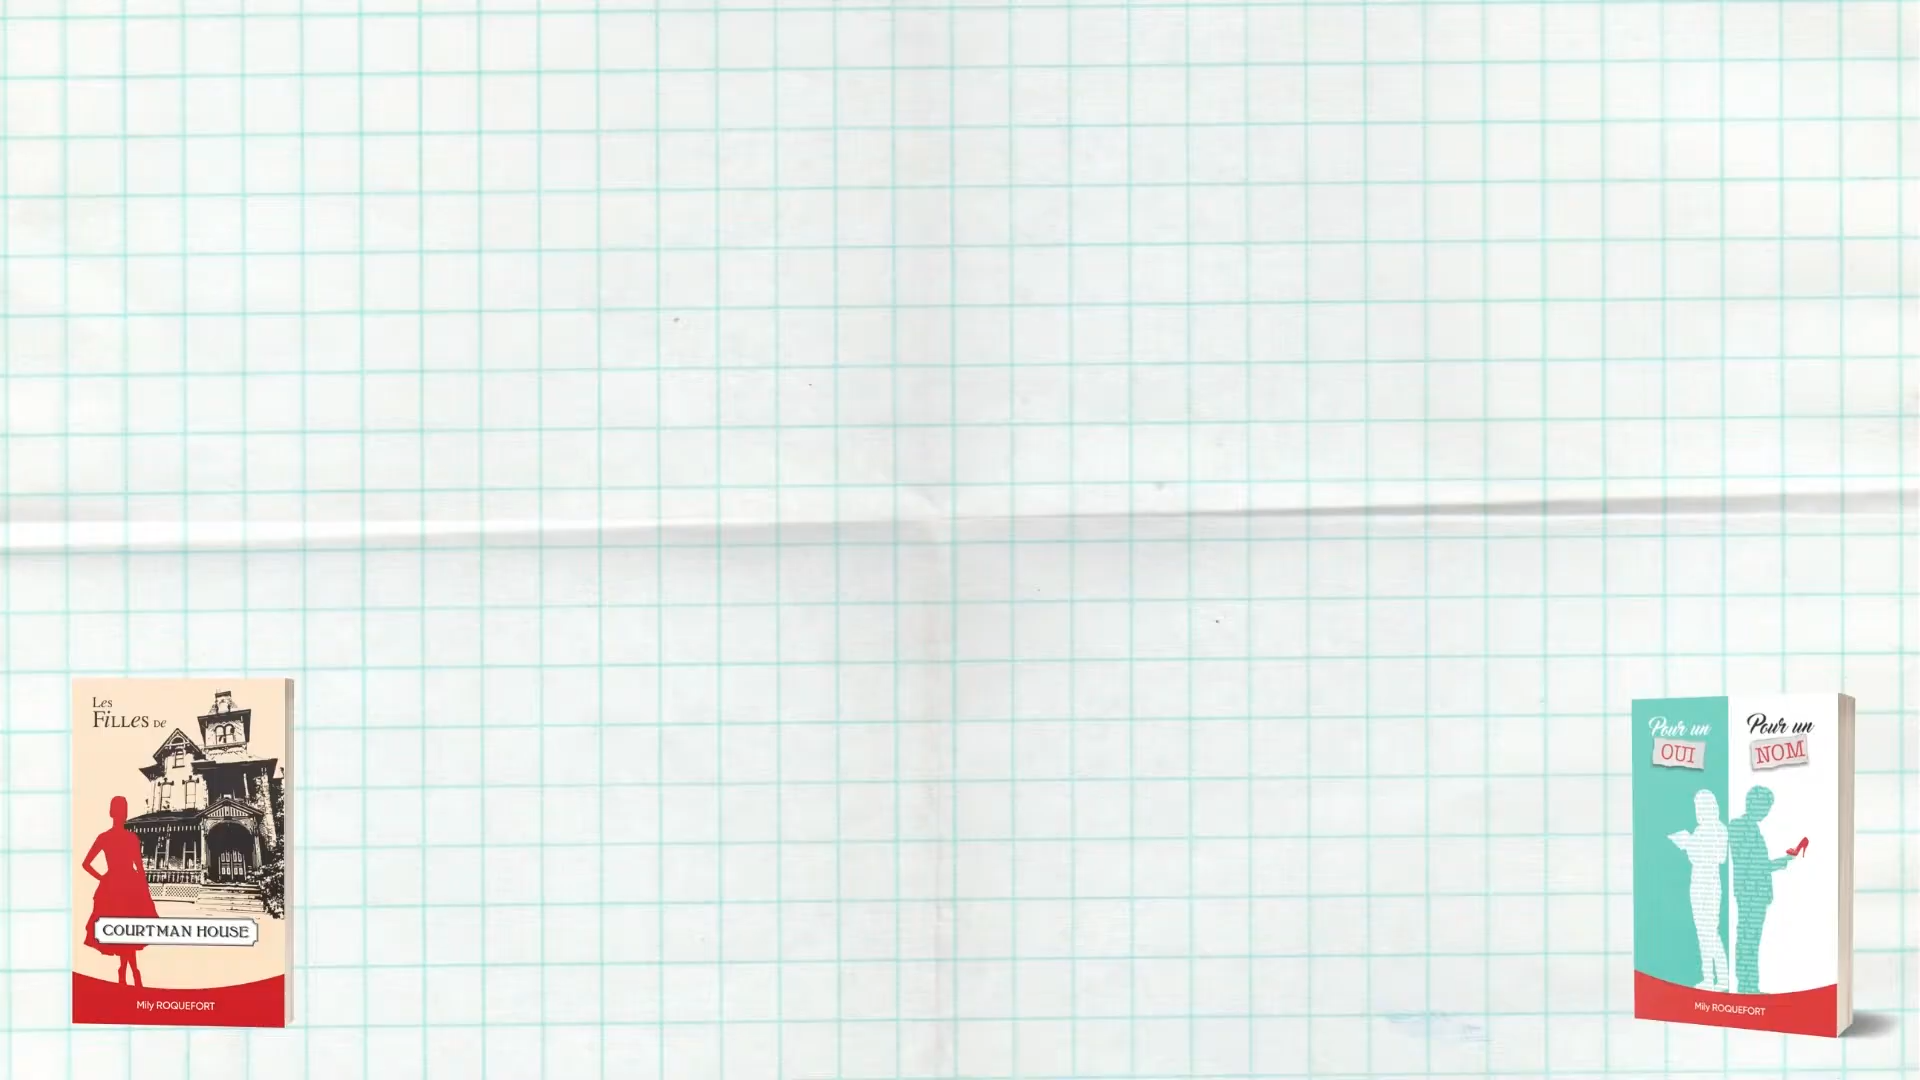 Les
Filles de
COURTMAN HOUSE
Mily ROQUEFORT
Pour un
OUI
Pour un
NOM
Mily ROQUEFORT